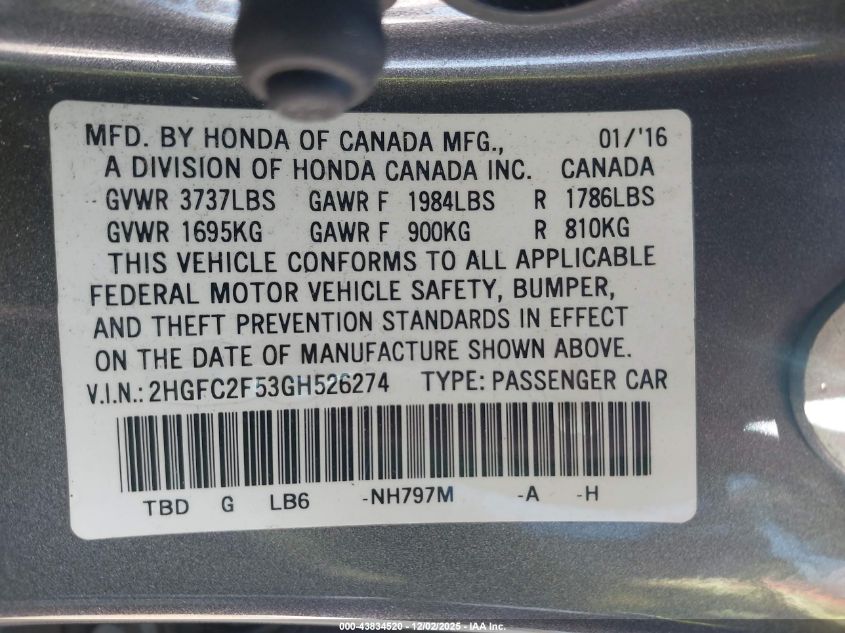 MFD. BY HONDA OF CANADA MFG., 01/'16
A DIVISION OF HONDA CANADA INC. CANADA
GVWR 3737LBS GAWR F 1984LBS R 1786LBS
GVWR 1695KG GAWR F 900KG R 810KG
THIS VEHICLE CONFORMS TO ALL APPLICABLE
FEDERAL MOTOR VEHICLE SAFETY, BUMPER,
AND THEFT PREVENTION STANDARDS IN EFFECT
ON THE DATE OF MANUFACTURE SHOWN ABOVE.
V.I.N.: 2HGFC2F53GH526274 TYPE: PASSENGER CAR
TBD G LB6 -NH797M -A -H
000-43834520 - 12/02/2025 - IAA Inc.